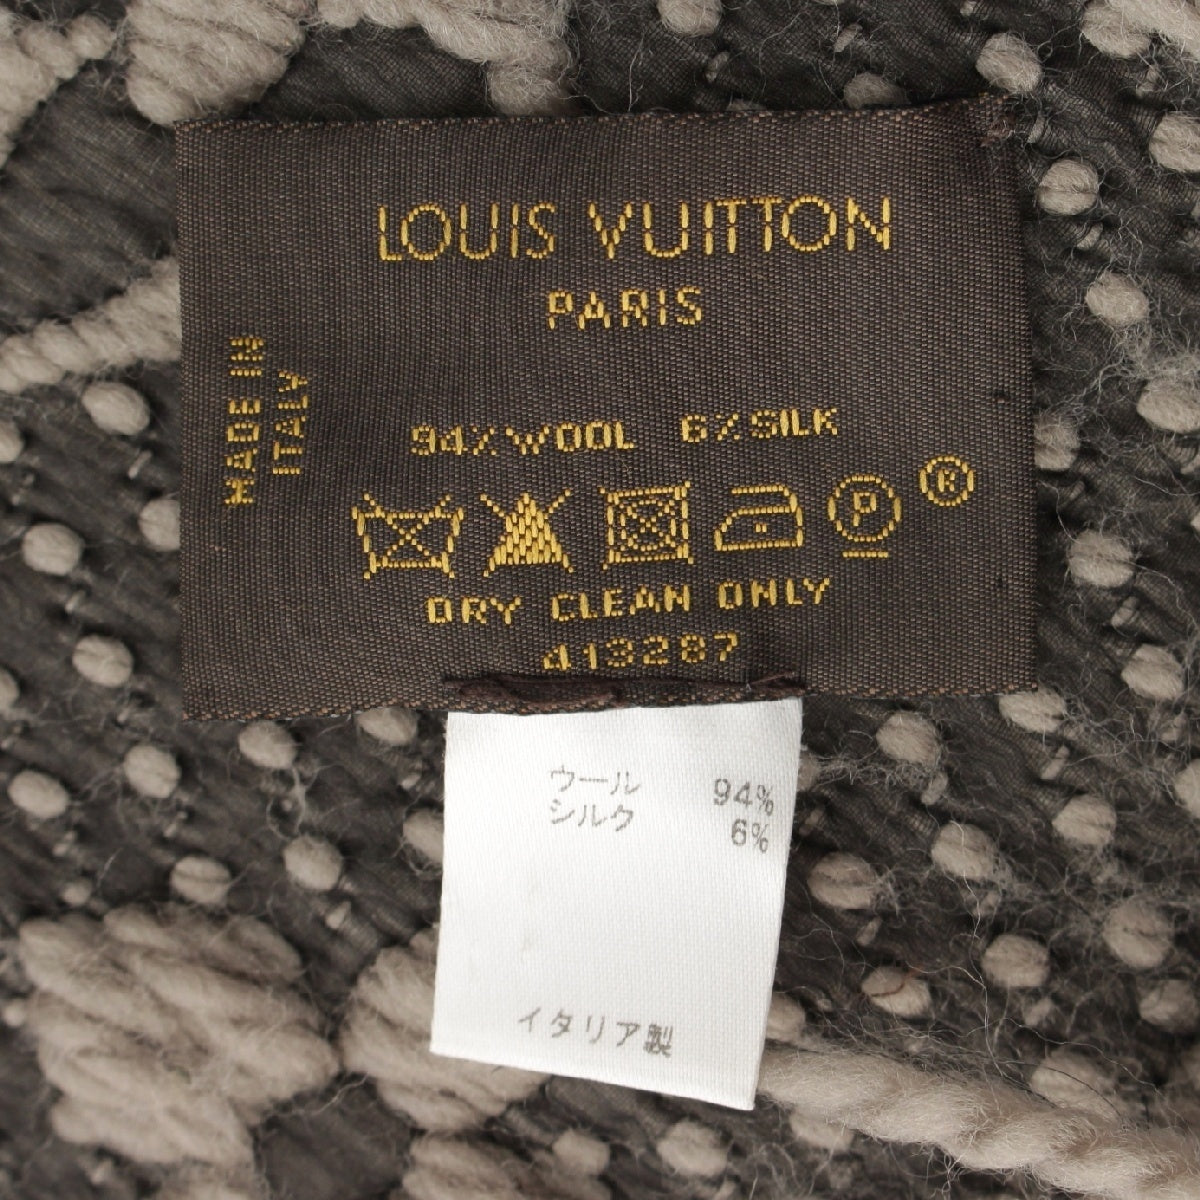 LOUIS VUITTON
PARIS
MADE IN
ITALY
94% WOOL 6% SILK
P
®
DRY CLEAN ONLY
419287
ウール 94%
シルク 6%
イタリア製